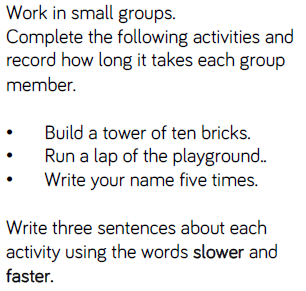 Work in small groups.
Complete the following activities and
record how long it takes each group
member.
• Build a tower of ten bricks.
• Run a lap of the playground..
• Write your name five times.
Write three sentences about each
activity using the words slower and
faster.